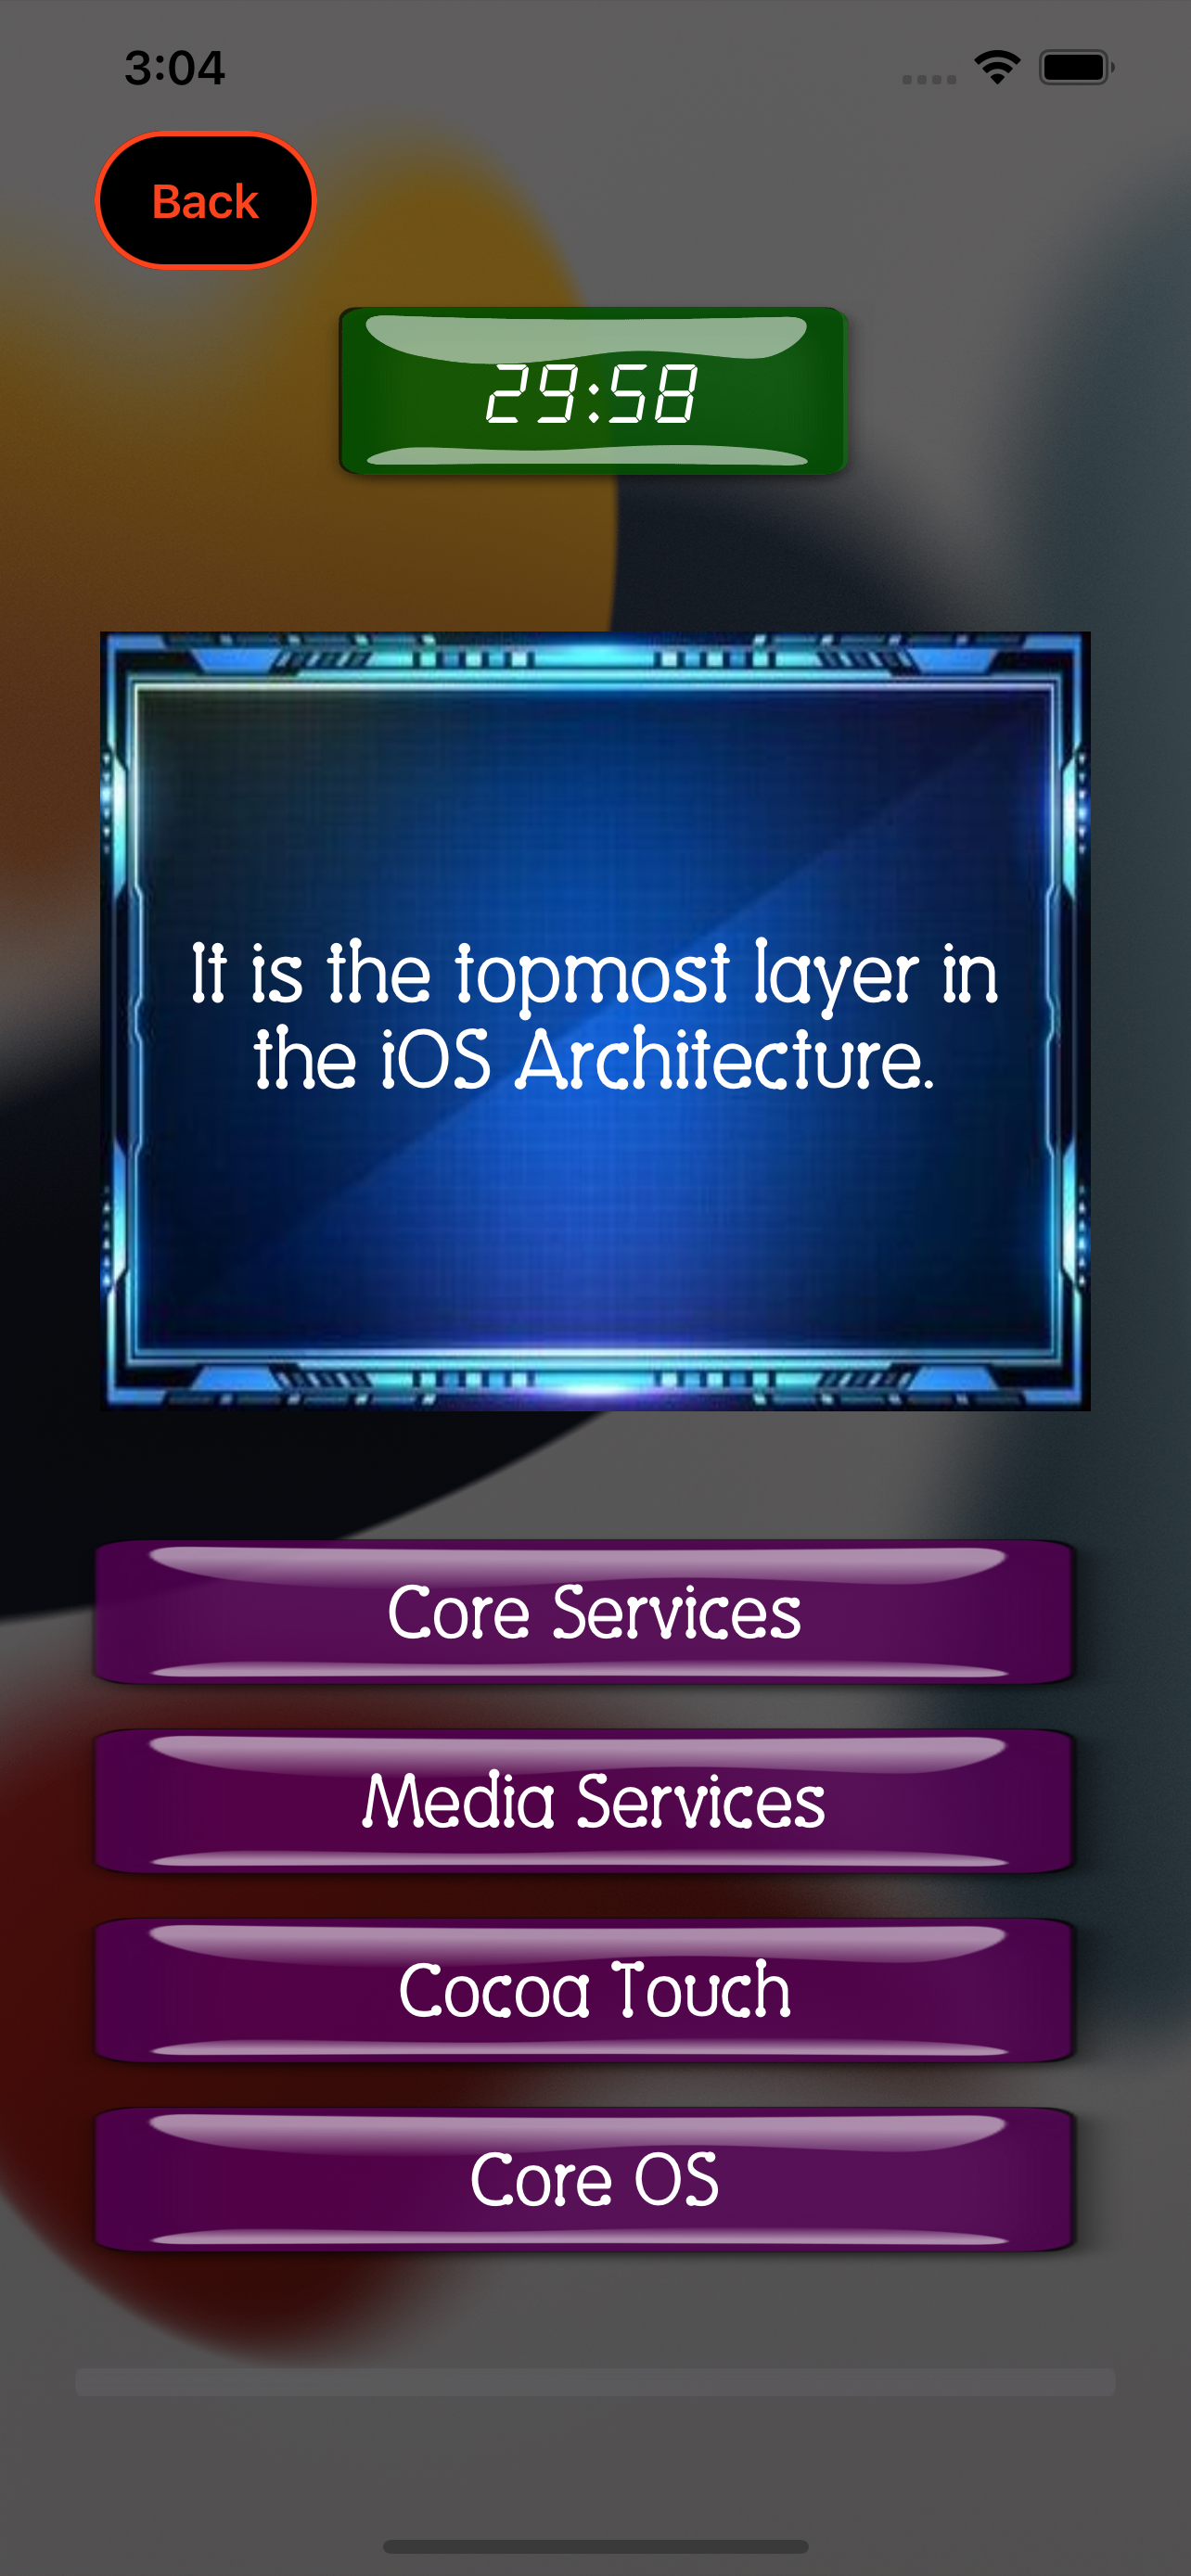 3:04
Back
29:58
It is the topmost layer in
the iOS Architecture.
Core Services
Media Services
Cocoa Touch
Core OS